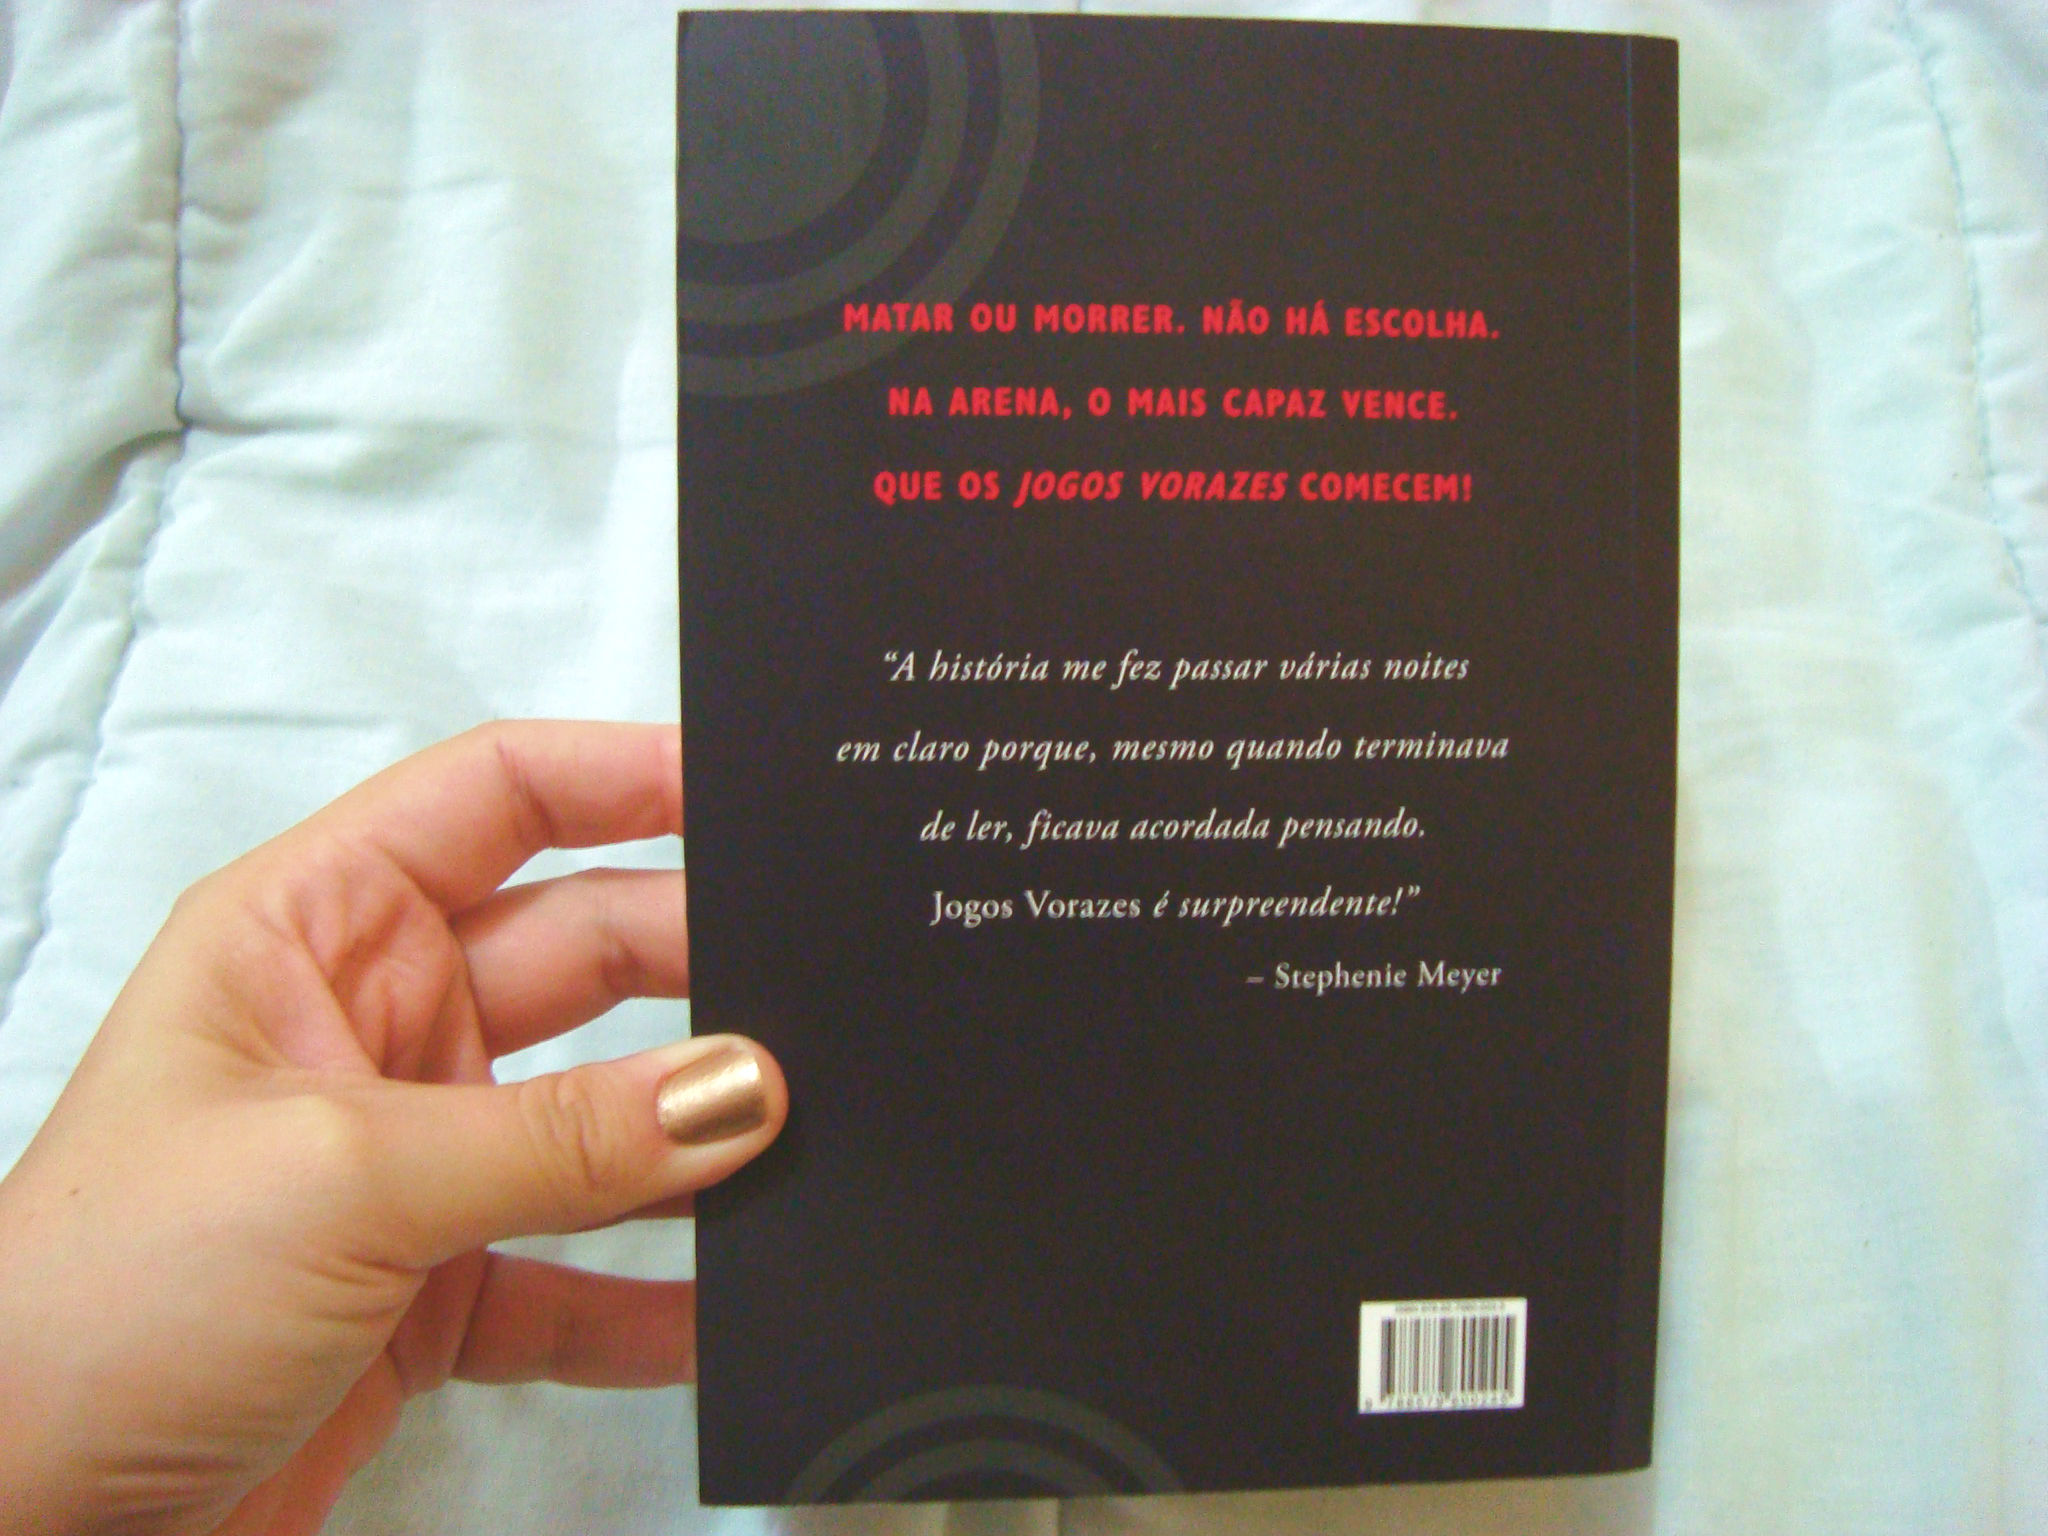 MATAR OU MORRER. NÃO HÁ ESCOLHA.
NA ARENA, O MAIS CAPAZ VENCE.
QUE OS JOGOS VORAZES COMECEM!
“A história me fez passar várias noites
em claro porque, mesmo quando terminava
de ler, ficava acordada pensando.
Jogos Vorazes é surpreendente!”
– Stephenie Meyer